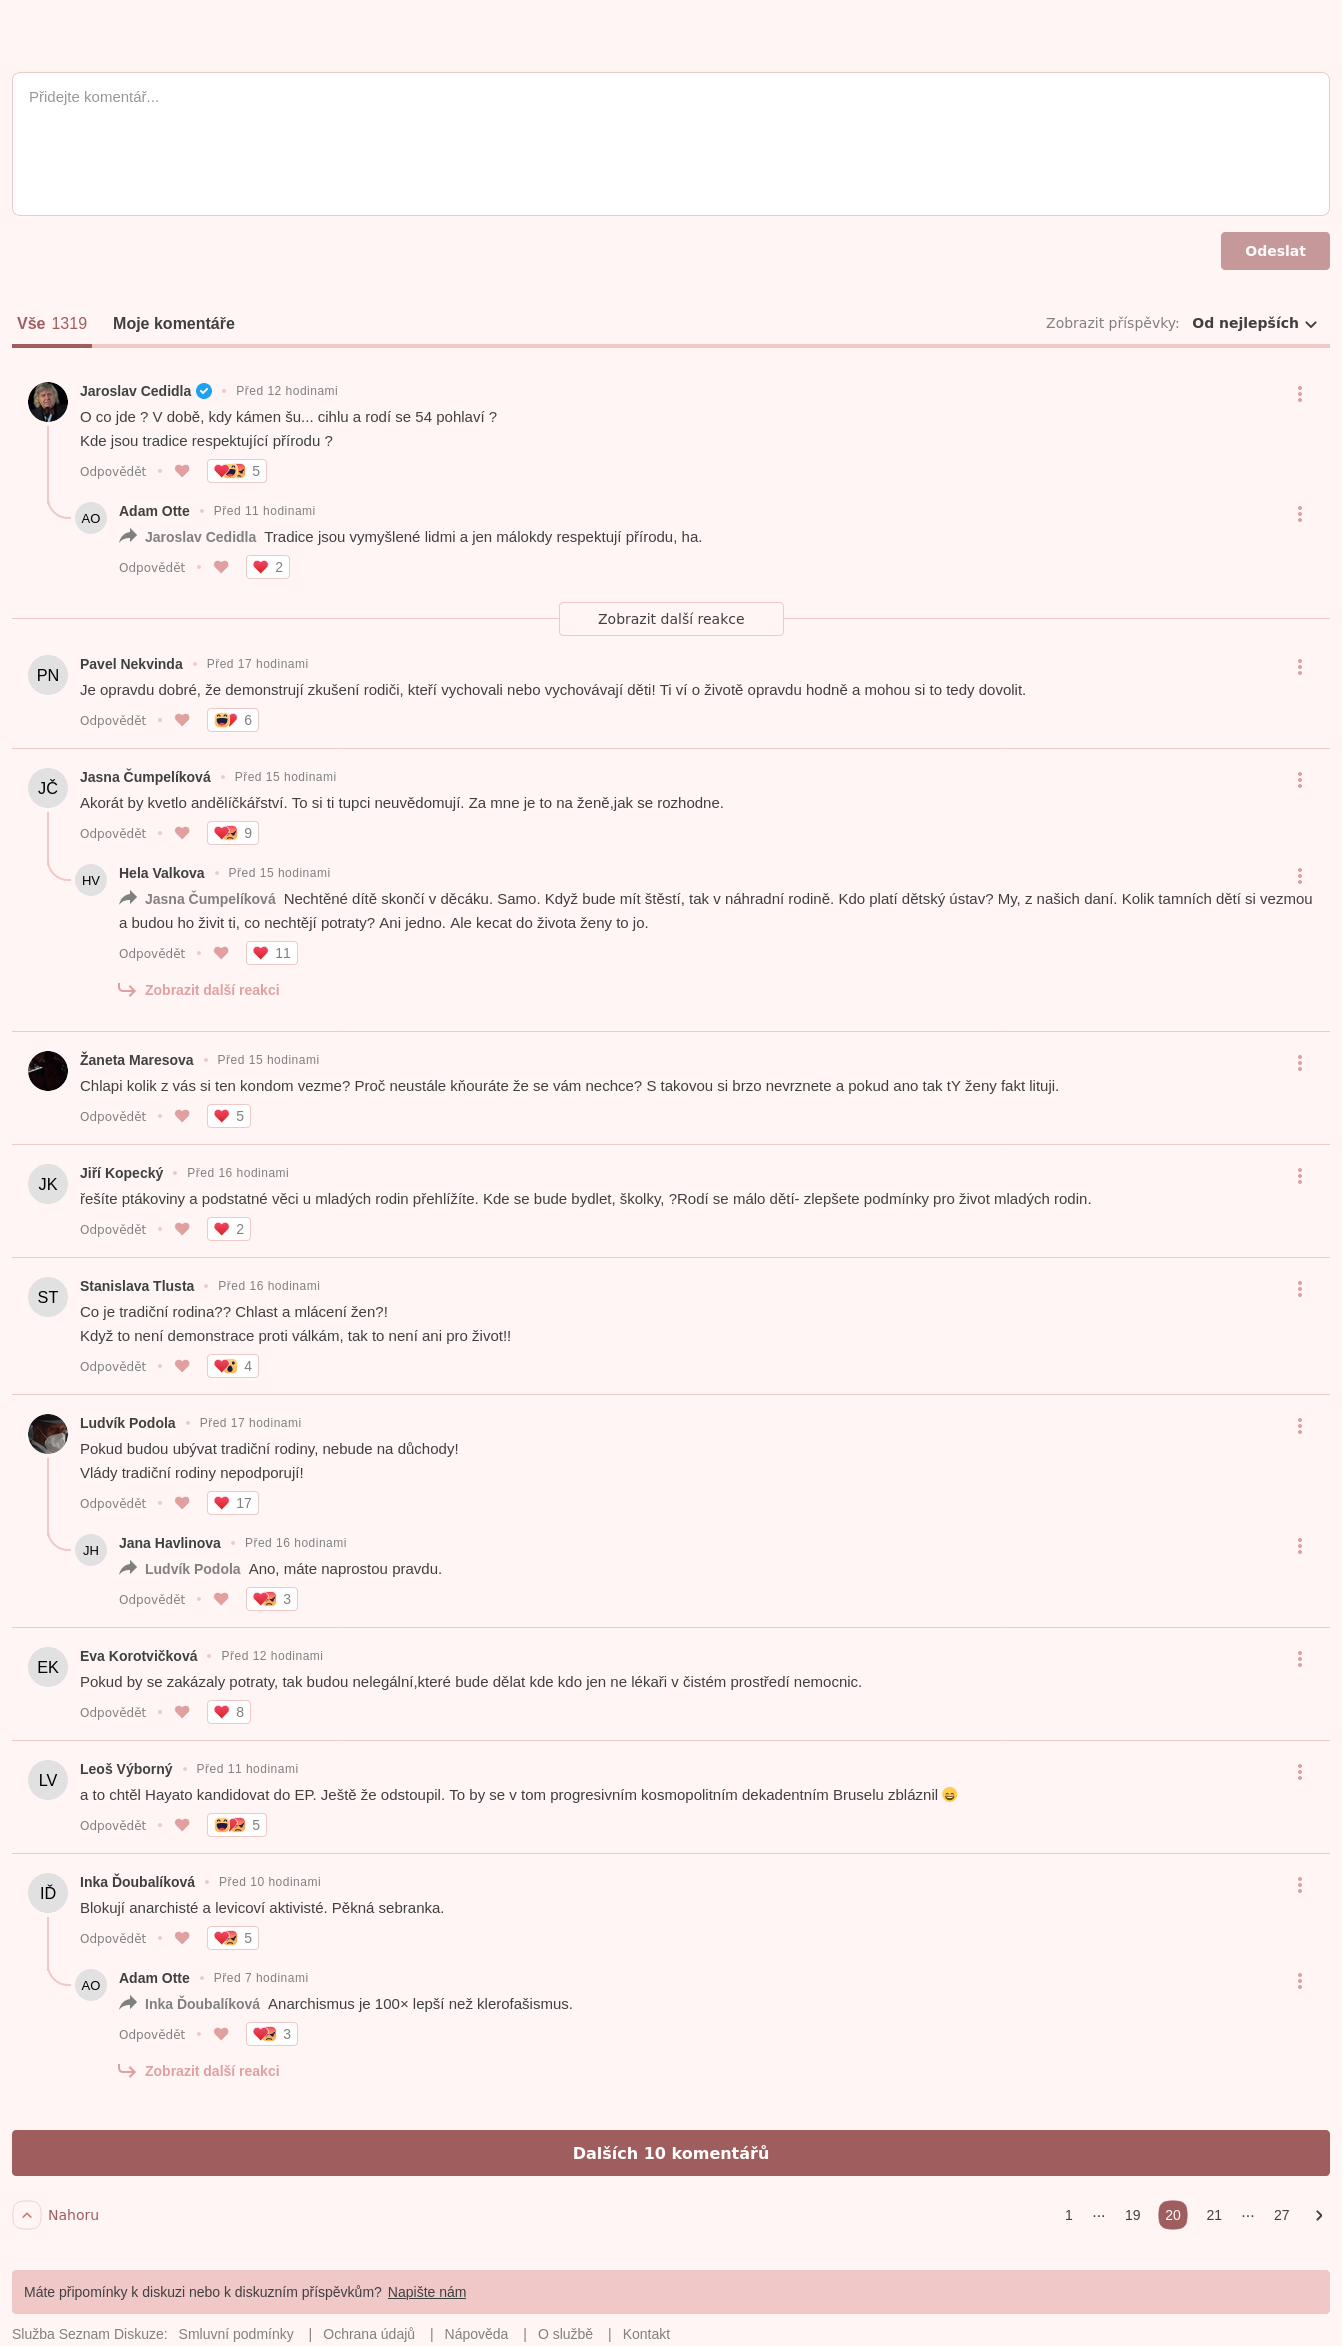 Přidejte komentář...
Odeslat
Vše 1319 Moje komentáře Zobrazit příspěvky: Od nejlepších
Jaroslav Cedidla • Před 12 hodinami
O co jde ? V době, kdy kámen šu... cihlu a rodí se 54 pohlaví ?
Kde jsou tradice respektující přírodu ?
Odpovědět • 5
AO Adam Otte • Před 11 hodinami
Jaroslav Cedidla Tradice jsou vymyšlené lidmi a jen málokdy respektují přírodu, ha.
Odpovědět • 2
Zobrazit další reakce
PN Pavel Nekvinda • Před 17 hodinami
Je opravdu dobré, že demonstrují zkušení rodiči, kteří vychovali nebo vychovávají děti! Ti ví o životě opravdu hodně a mohou si to tedy dovolit.
Odpovědět • 6
JČ Jasna Čumpelíková • Před 15 hodinami
Akorát by kvetlo andělíčkářství. To si ti tupci neuvědomují. Za mne je to na ženě,jak se rozhodne.
Odpovědět • 9
HV Hela Valkova • Před 15 hodinami
Jasna Čumpelíková Nechtěné dítě skončí v děcáku. Samo. Když bude mít štěstí, tak v náhradní rodině. Kdo platí dětský ústav? My, z našich daní. Kolik tamních dětí si vezmou
a budou ho živit ti, co nechtějí potraty? Ani jedno. Ale kecat do života ženy to jo.
Odpovědět • 11
Zobrazit další reakci
Žaneta Maresova • Před 15 hodinami
Chlapi kolik z vás si ten kondom vezme? Proč neustále kňouráte že se vám nechce? S takovou si brzo nevrznete a pokud ano tak tY ženy fakt lituji.
Odpovědět • 5
JK Jiří Kopecký • Před 16 hodinami
řešíte ptákoviny a podstatné věci u mladých rodin přehlížíte. Kde se bude bydlet, školky, ?Rodí se málo dětí- zlepšete podmínky pro život mladých rodin.
Odpovědět • 2
ST Stanislava Tlusta • Před 16 hodinami
Co je tradiční rodina?? Chlast a mlácení žen?!
Když to není demonstrace proti válkám, tak to není ani pro život!!
Odpovědět • 4
Ludvík Podola • Před 17 hodinami
Pokud budou ubývat tradiční rodiny, nebude na důchody!
Vlády tradiční rodiny nepodporují!
Odpovědět • 17
JH Jana Havlinova • Před 16 hodinami
Ludvík Podola Ano, máte naprostou pravdu.
Odpovědět • 3
EK Eva Korotvičková • Před 12 hodinami
Pokud by se zakázaly potraty, tak budou nelegální,které bude dělat kde kdo jen ne lékaři v čistém prostředí nemocnic.
Odpovědět • 8
LV Leoš Výborný • Před 11 hodinami
a to chtěl Hayato kandidovat do EP. Ještě že odstoupil. To by se v tom progresivním kosmopolitním dekadentním Bruselu zbláznil 😄
Odpovědět • 5
IĎ Inka Ďoubalíková • Před 10 hodinami
Blokují anarchisté a levicoví aktivisté. Pěkná sebranka.
Odpovědět • 5
AO Adam Otte • Před 7 hodinami
Inka Ďoubalíková Anarchismus je 100× lepší než klerofašismus.
Odpovědět • 3
Zobrazit další reakci
Dalších 10 komentářů
Nahoru 1 ... 19 20 21 ... 27
Máte připomínky k diskuzi nebo k diskuzním příspěvkům? Napište nám
Služba Seznam Diskuze: Smluvní podmínky | Ochrana údajů | Nápověda | O službě | Kontakt